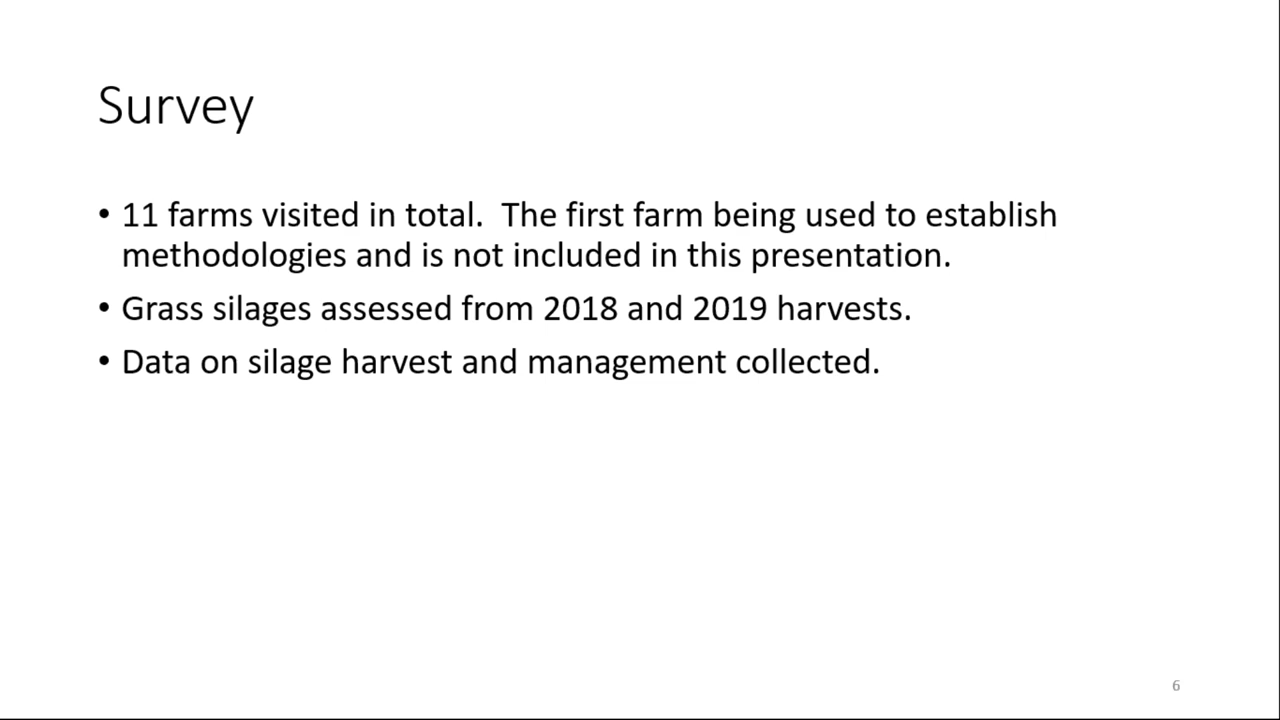 Survey
• 11 farms visited in total.  The first farm being used to establish
methodologies and is not included in this presentation.
• Grass silages assessed from 2018 and 2019 harvests.
• Data on silage harvest and management collected.
6